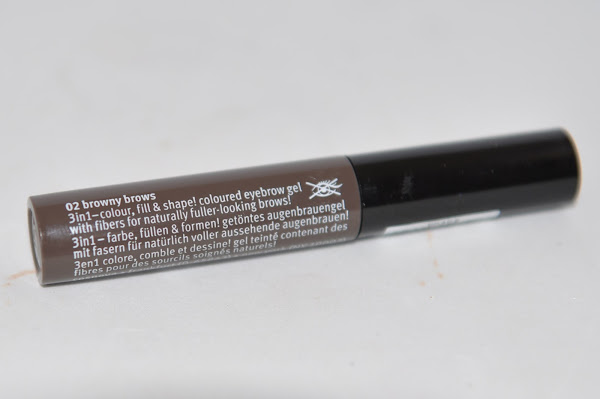 02 browny brows
3in1–colour, fill & shape! coloured eyebrow gel
with fibers for naturally fuller-looking brows!
3in1– farbe, füllen & formen! getöntes augenbrauengel
mit fasern für natürlich voller aussehende augenbrauen!
3en1 colore, comble et dessine! gel teinté contenant des
fibres pour des sourcils soignés naturels!